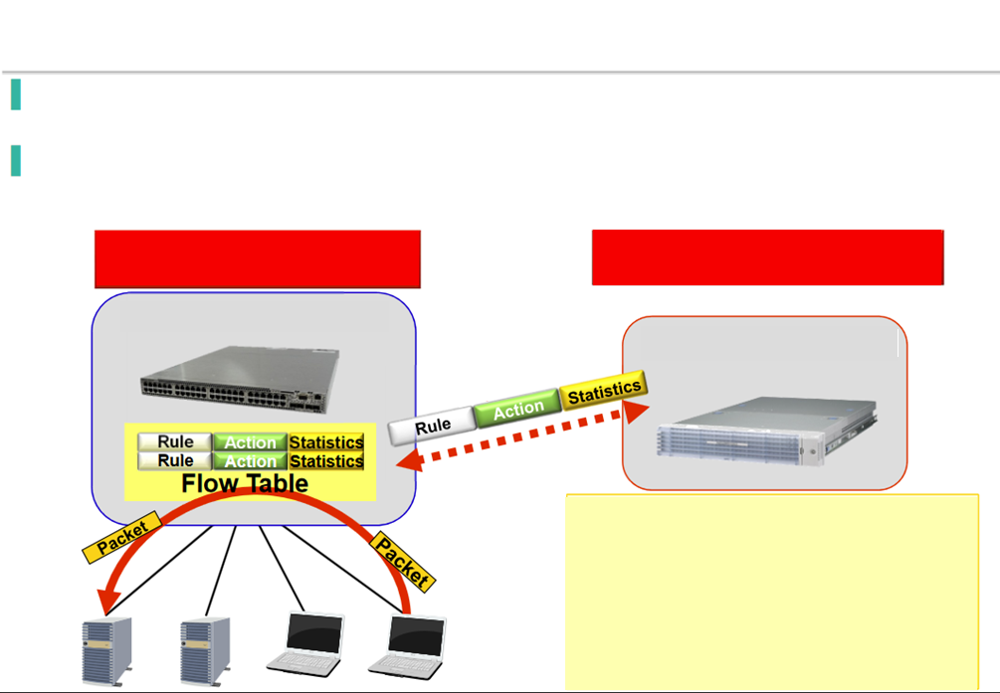 Rule Action Statistics
Rule Action Statistics
Rule Action Statistics
Flow Table
Packet
Packet